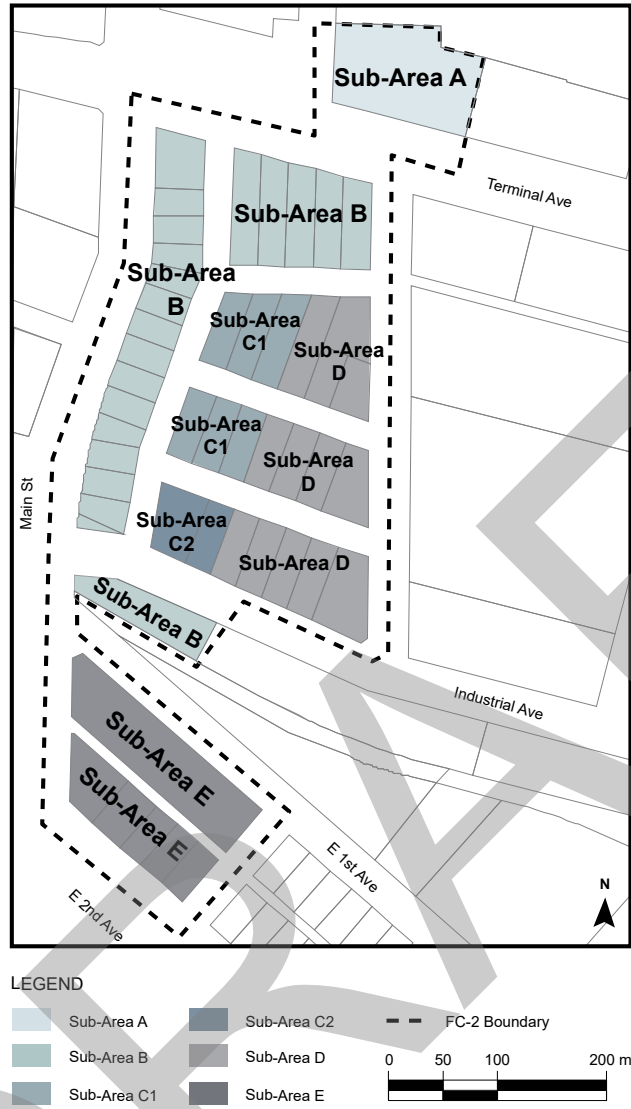 Sub-Area A
Terminal Ave
Sub-Area B
Sub-Area
B
Sub-Area
C1
Sub-Area
D
Sub-Area
C1
Sub-Area
D
Main St
Sub-Area
C2
Sub-Area D
Sub-Area B
Industrial Ave
Sub-Area E
Sub-Area E
E 1st Ave
E 2nd Ave
N
LEGEND
Sub-Area A
Sub-Area C2
FC-2 Boundary
Sub-Area B
Sub-Area D
0 50 100 200 m
Sub-Area C1
Sub-Area E